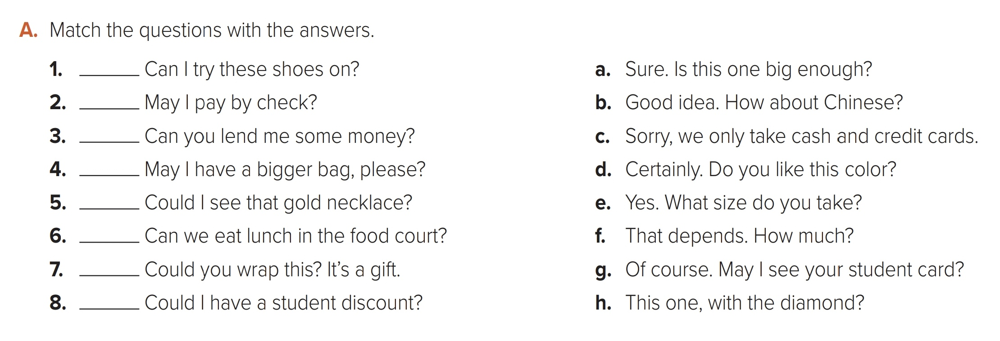 A. Match the questions with the answers.
1. ______ Can I try these shoes on?
2. ______ May I pay by check?
3. ______ Can you lend me some money?
4. ______ May I have a bigger bag, please?
5. ______ Could I see that gold necklace?
6. ______ Can we eat lunch in the food court?
7. ______ Could you wrap this? It’s a gift.
8. ______ Could I have a student discount?
a. Sure. Is this one big enough?
b. Good idea. How about Chinese?
c. Sorry, we only take cash and credit cards.
d. Certainly. Do you like this color?
e. Yes. What size do you take?
f. That depends. How much?
g. Of course. May I see your student card?
h. This one, with the diamond?